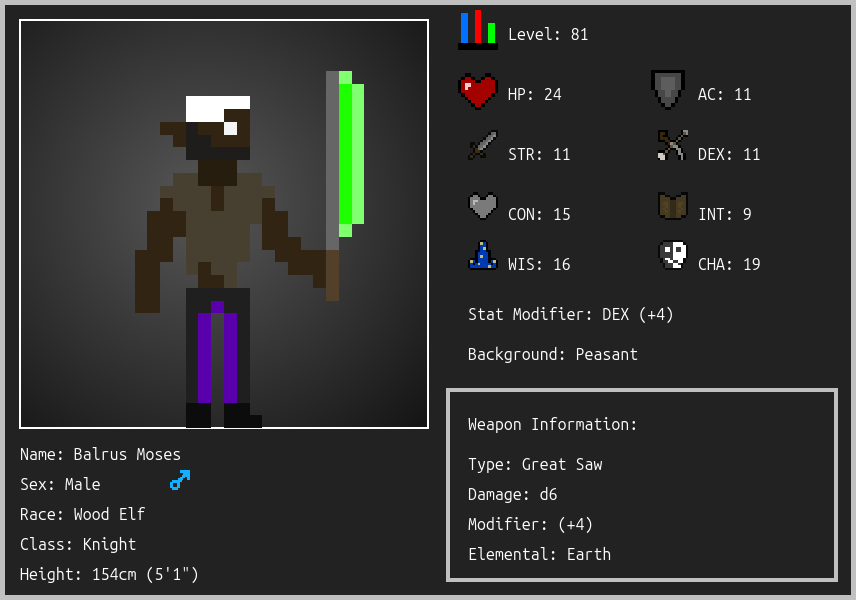 Level: 81
HP: 24
AC: 11
STR: 11
DEX: 11
CON: 15
INT: 9
WIS: 16
CHA: 19
Stat Modifier: DEX (+4)
Background: Peasant
Weapon Information:
Type: Great Saw
Damage: d6
Modifier: (+4)
Elemental: Earth
Name: Balrus Moses
Sex: Male
Race: Wood Elf
Class: Knight
Height: 154cm (5'1")